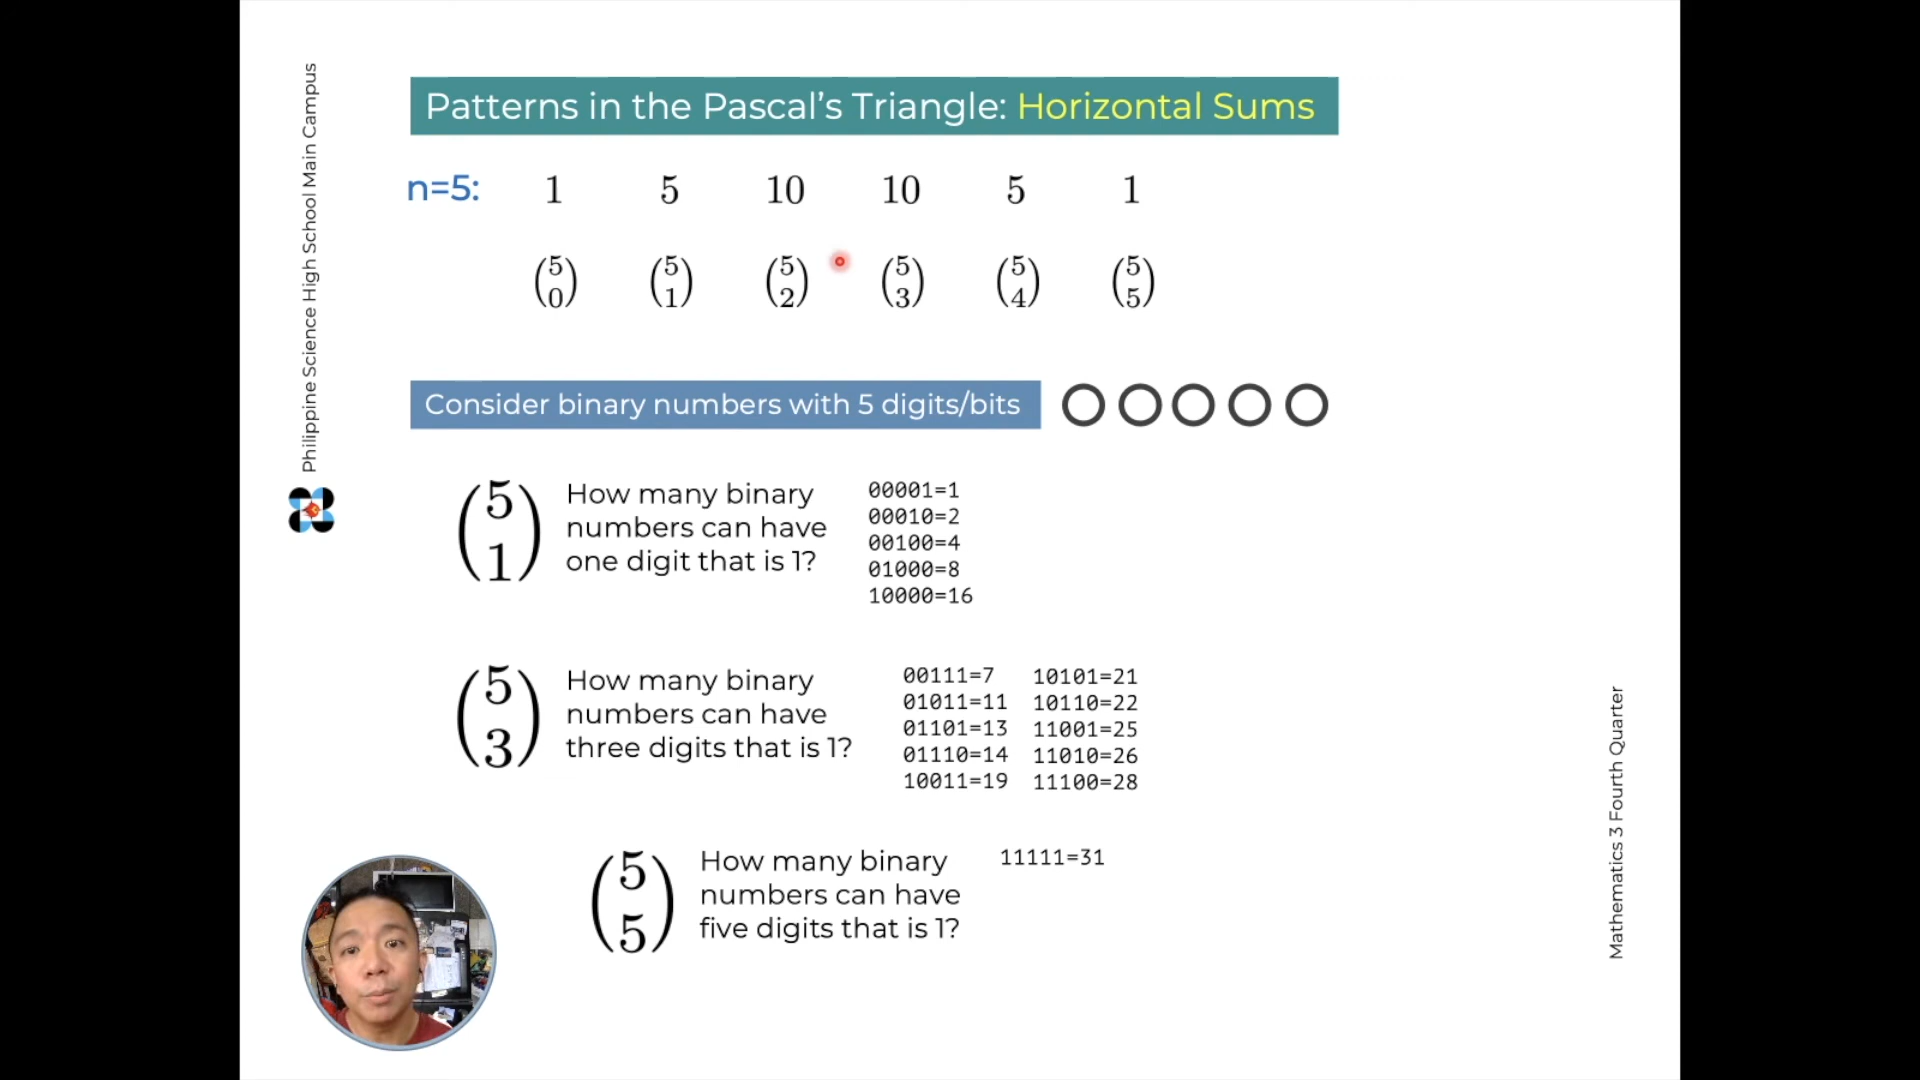 Philippine Science High School Main Campus
Patterns in the Pascal's Triangle: Horizontal Sums
n=5: 1 5 10 10 5 1
(5 0) (5 1) (5 2) (5 3) (5 4) (5 5)
Consider binary numbers with 5 digits/bits
(5 1)
How many binary
numbers can have
one digit that is 1?
00001=1
00010=2
00100=4
01000=8
10000=16
(5 3)
How many binary
numbers can have
three digits that is 1?
00111=7 10101=21
01011=11 10110=22
01101=13 11001=25
01110=14 11010=26
10011=19 11100=28
(5 5)
How many binary
numbers can have
five digits that is 1?
11111=31
Mathematics 3 Fourth Quarter